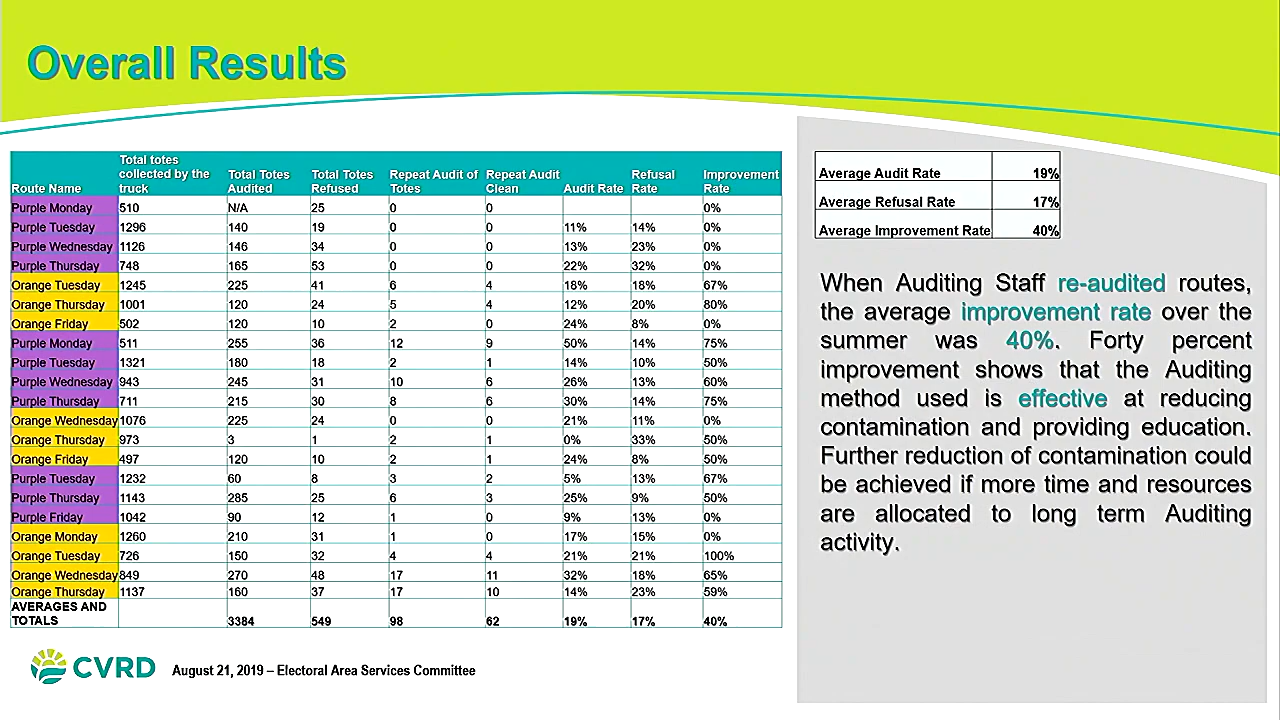 Overall Results
Route Name Total totes collected by the truck Total Totes Audited Total Totes Refused Repeat Audit of Totes Repeat Audit Clean Audit Rate Refusal Rate Improvement Rate
Purple Monday 510 N/A 25 0 0 0%
Purple Tuesday 1296 140 19 0 0 11% 14% 0%
Purple Wednesday 1126 146 34 0 0 13% 23% 0%
Purple Thursday 748 165 53 0 0 22% 32% 0%
Orange Tuesday 1245 225 41 6 4 18% 18% 67%
Orange Thursday 1001 120 24 5 4 12% 20% 80%
Orange Friday 502 120 10 2 0 24% 8% 0%
Purple Monday 511 255 36 12 9 50% 14% 75%
Purple Tuesday 1321 180 18 2 1 14% 10% 50%
Purple Wednesday 943 245 31 10 6 26% 13% 60%
Purple Thursday 711 215 30 8 6 30% 14% 75%
Orange Wednesday 1076 225 24 0 0 21% 11% 0%
Orange Thursday 973 3 1 2 1 0% 33% 50%
Orange Friday 497 120 10 2 1 24% 8% 50%
Purple Tuesday 1232 60 8 3 2 5% 13% 67%
Purple Thursday 1143 285 25 6 3 25% 9% 50%
Purple Friday 1042 90 12 1 0 9% 13% 0%
Orange Monday 1260 210 31 1 0 17% 15% 0%
Orange Tuesday 726 150 32 4 4 21% 21% 100%
Orange Wednesday 849 270 48 17 11 32% 18% 65%
Orange Thursday 1137 160 37 17 10 14% 23% 59%
AVERAGES AND TOTALS 3384 549 98 62 19% 17% 40%
Average Audit Rate 19%
Average Refusal Rate 17%
Average Improvement Rate 40%
When Auditing Staff re-audited routes,
the average improvement rate over the
summer was 40%. Forty percent
improvement shows that the Auditing
method used is effective at reducing
contamination and providing education.
Further reduction of contamination could
be achieved if more time and resources
are allocated to long term Auditing
activity.
CVRD August 21, 2019 – Electoral Area Services Committee